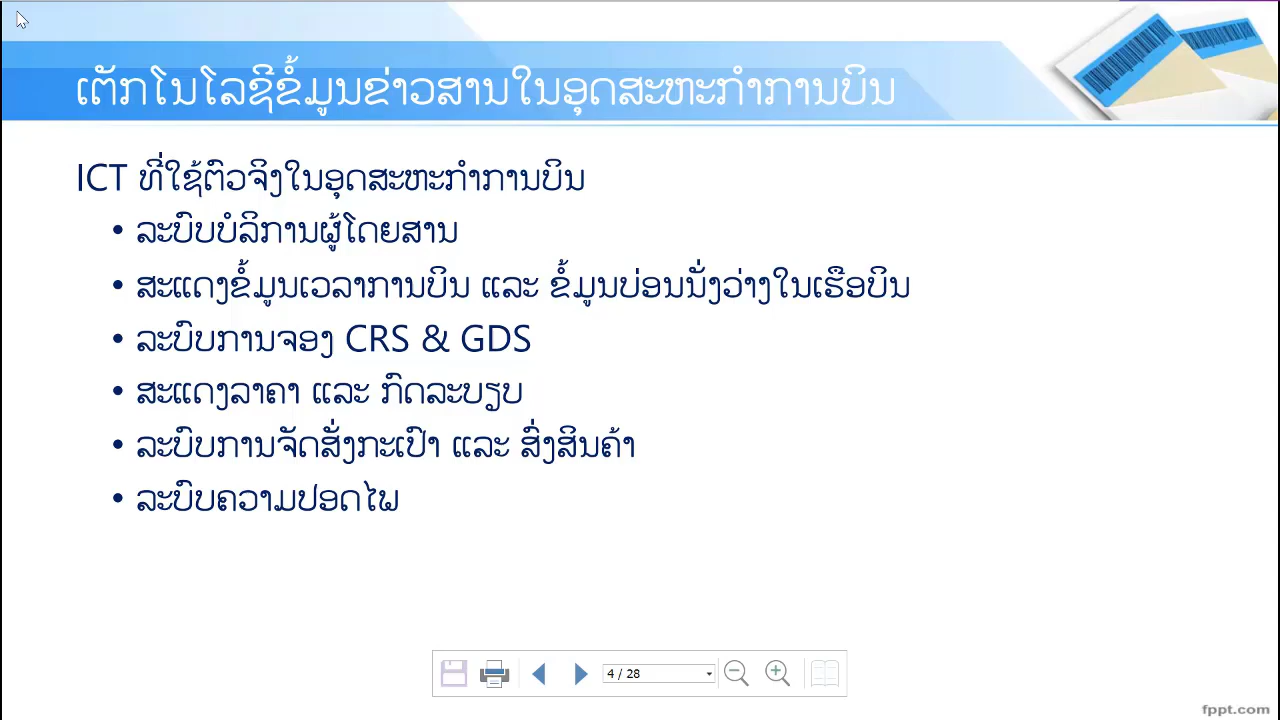 ເຕັກໂນໂລຊີຂໍ້ມູນຂ່າວສານໃນອຸດສະຫະກຳການບິນ
ICT ທີ່ໃຊ້ຕົວຈິງໃນອຸດສະຫະກຳການບິນ
• ລະບົບບໍລິການຜູ້ໂດຍສານ
• ສະແດງຂໍ້ມູນເວລາການບິນ ແລະ ຂໍ້ມູນບ່ອນນັ່ງວ່າງໃນເຮືອບິນ
• ລະບົບການຈອງ CRS & GDS
• ສະແດງລາຄາ ແລະ ກົດລະບຽບ
• ລະບົບການຈັດສັ່ງກະເປົາ ແລະ ສົ່ງສິນຄ້າ
• ລະບົບຄວາມປອດໄພ
4 / 28
fppt.com